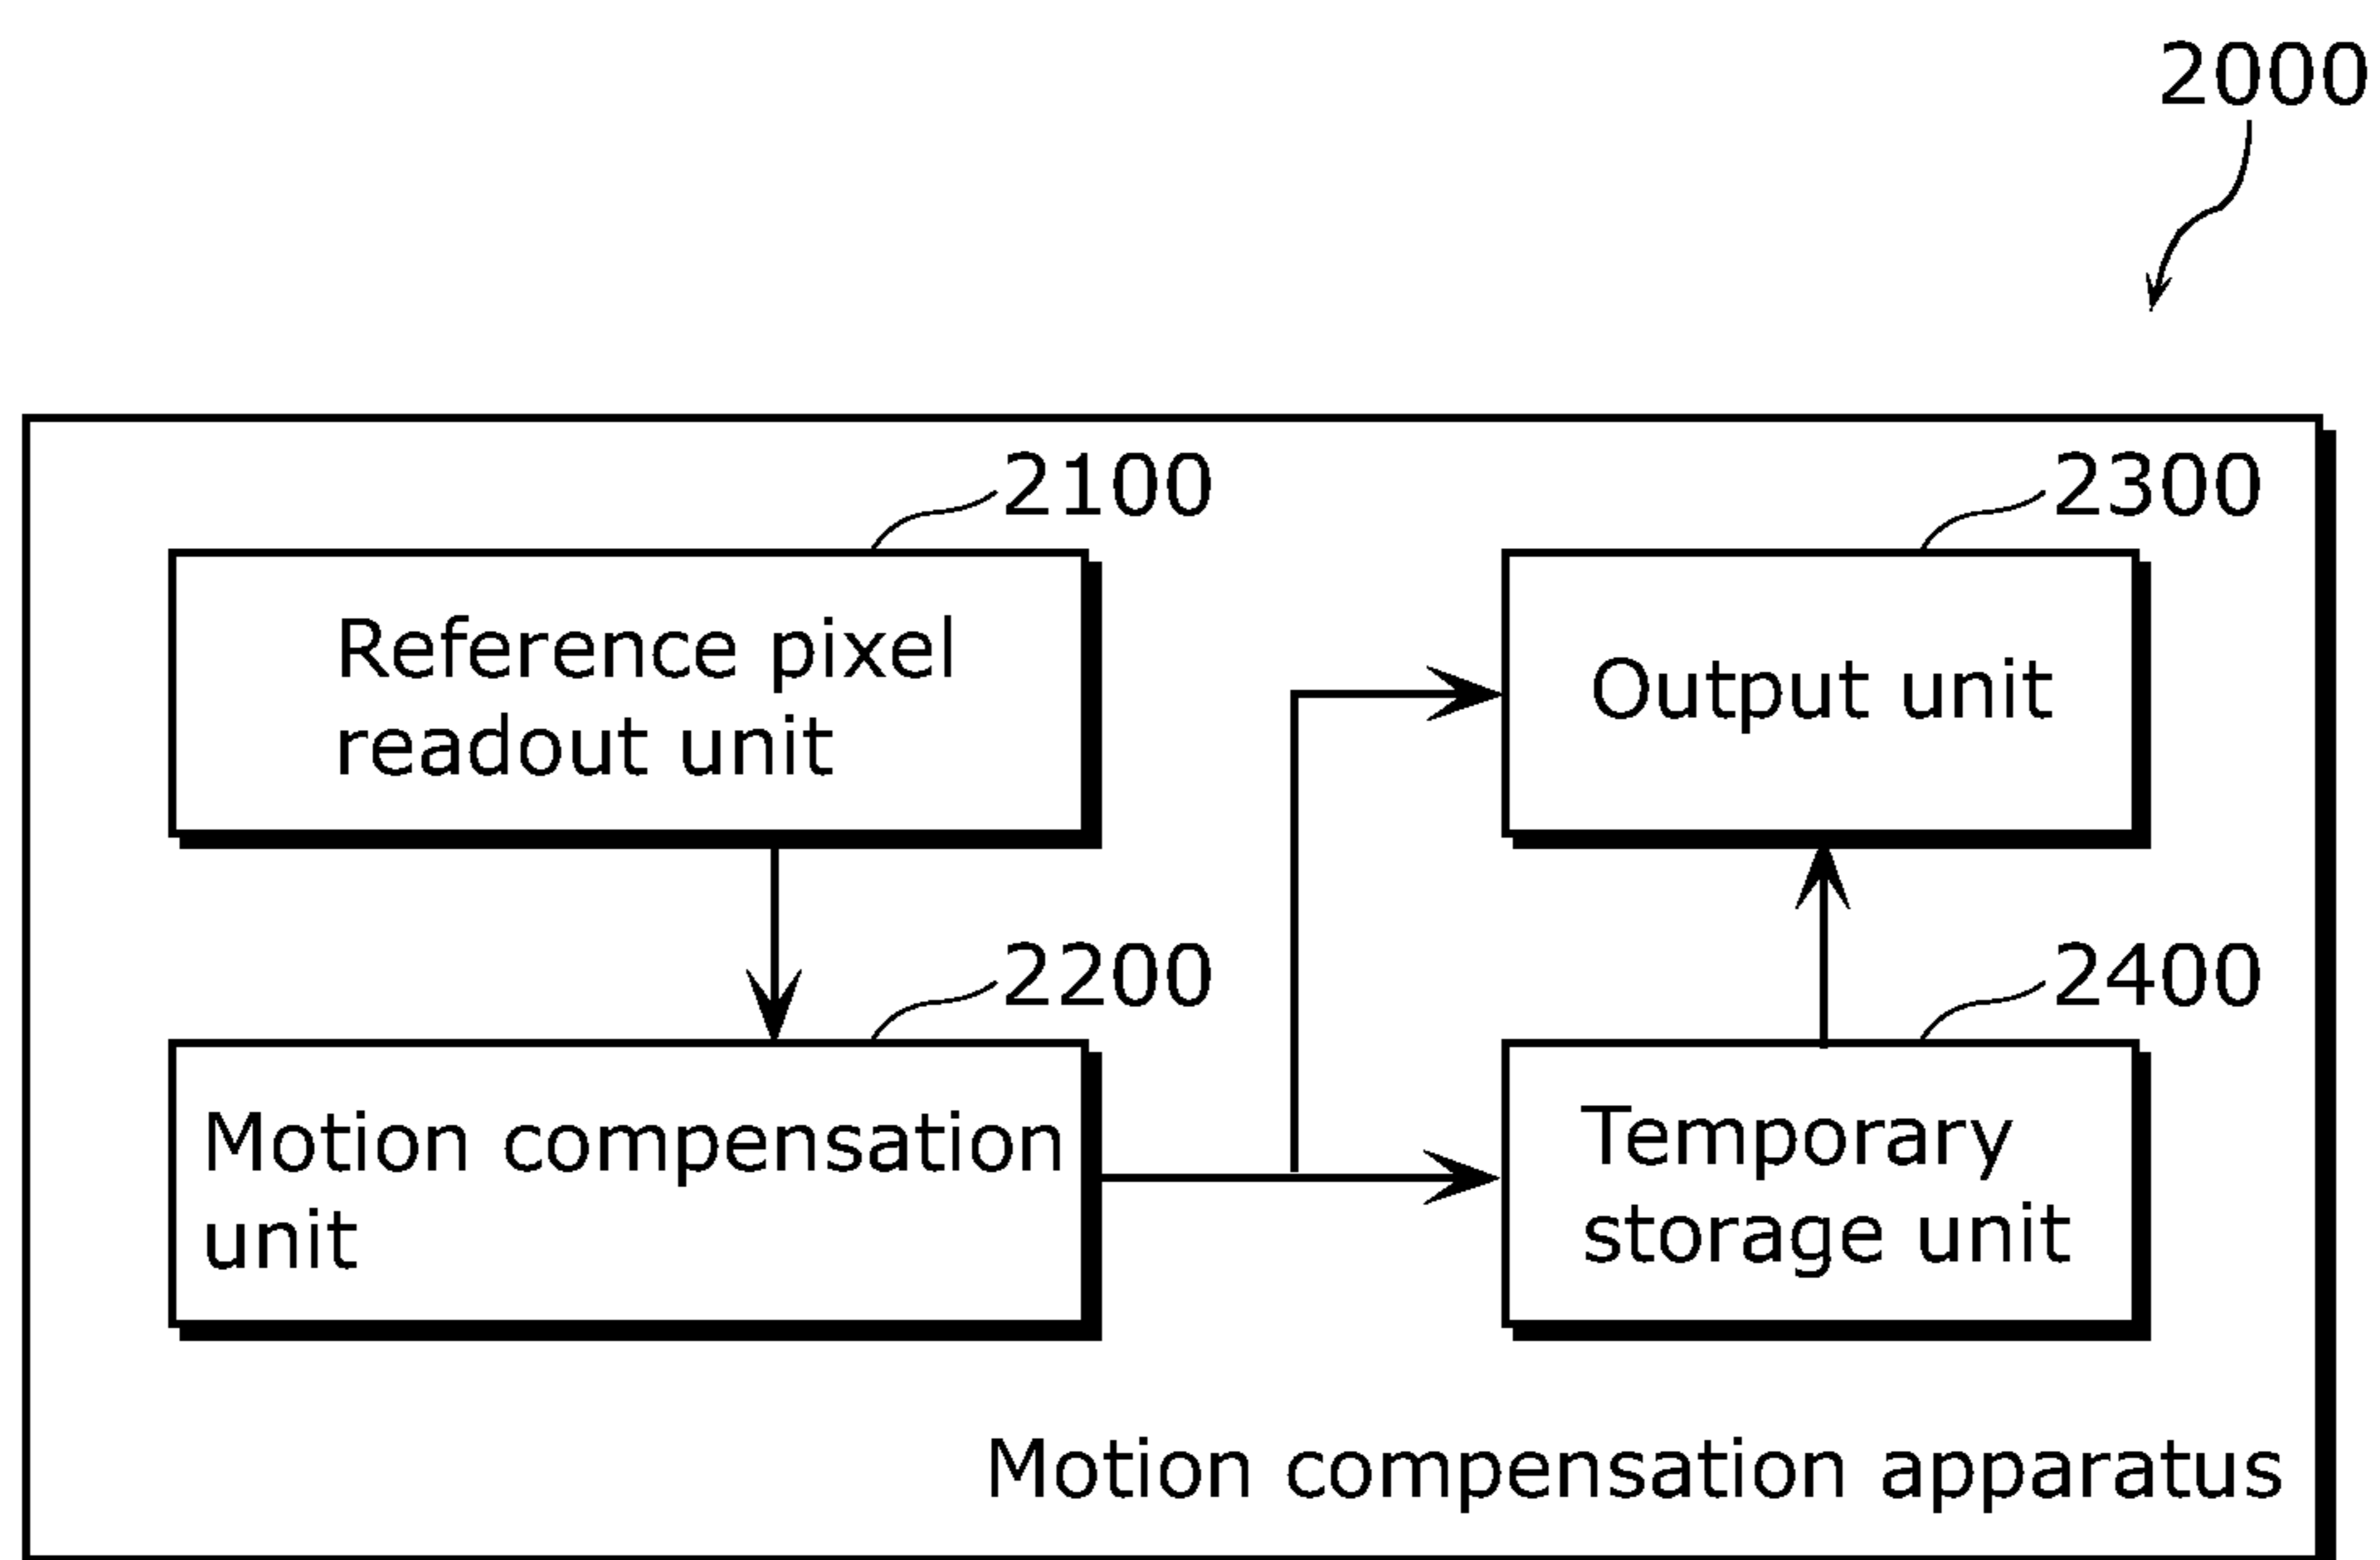 2000
2100
Reference pixel
readout unit
2300
Output unit
2200
Motion compensation
unit
2400
Temporary
storage unit
Motion compensation apparatus